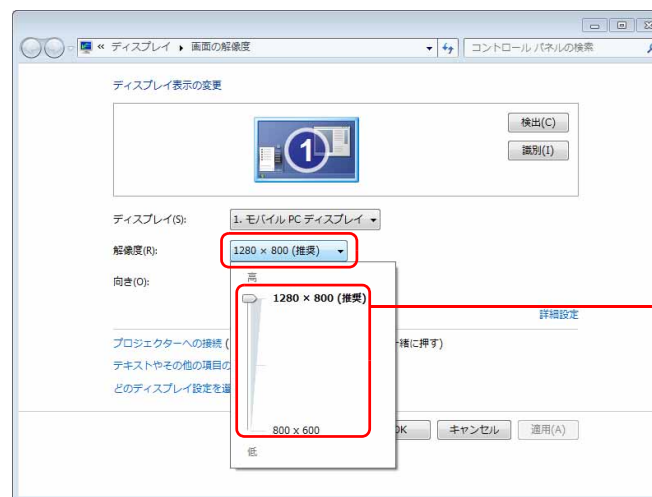 « ディスプレイ ▸ 画面の解像度
コントロール パネルの検索
ディスプレイ表示の変更
1
検出(C)
識別(I)
ディスプレイ(S):
1. モバイル PC ディスプレイ
解像度(R):
1280 × 800 (推奨)
向き(O):
高
1280 × 800 (推奨)
詳細設定
プロジェクターへの接続 (
緒に押す)
テキストやその他の項目の
どのディスプレイ設定を選
800 x 600
OK
キャンセル
適用(A)
低